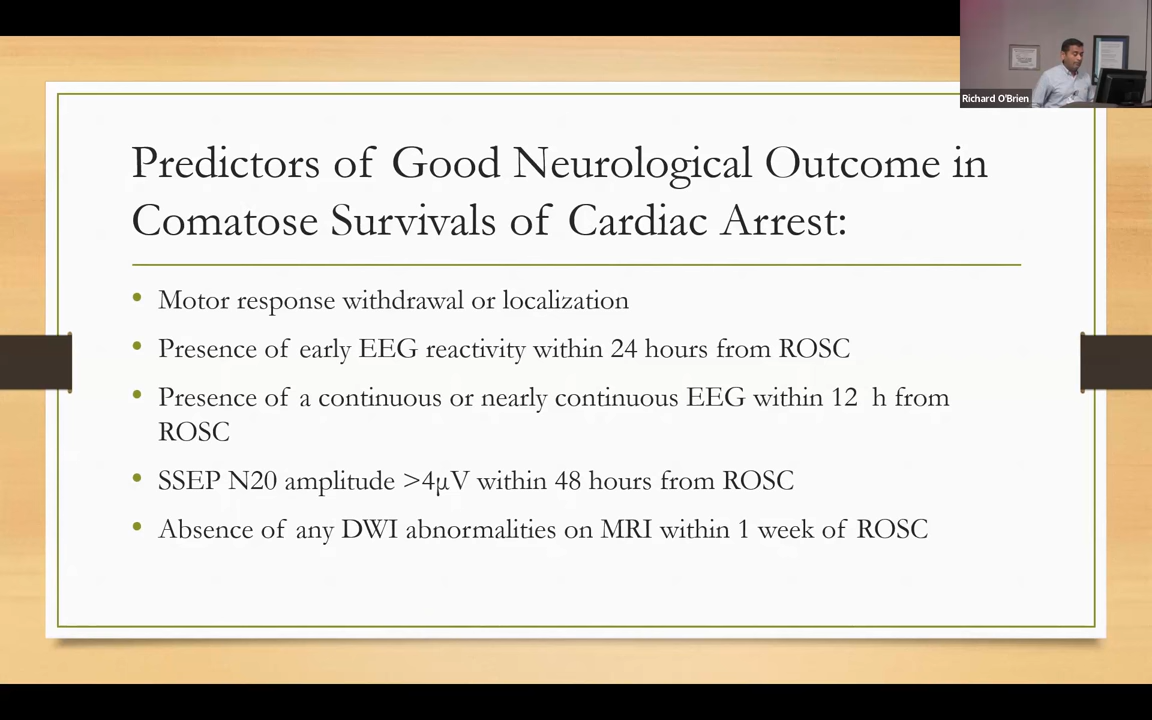 Richard O'Brien
Predictors of Good Neurological Outcome in
Comatose Survivals of Cardiac Arrest:
• Motor response withdrawal or localization
• Presence of early EEG reactivity within 24 hours from ROSC
• Presence of a continuous or nearly continuous EEG within 12 h from
ROSC
• SSEP N20 amplitude >4μV within 48 hours from ROSC
• Absence of any DWI abnormalities on MRI within 1 week of ROSC